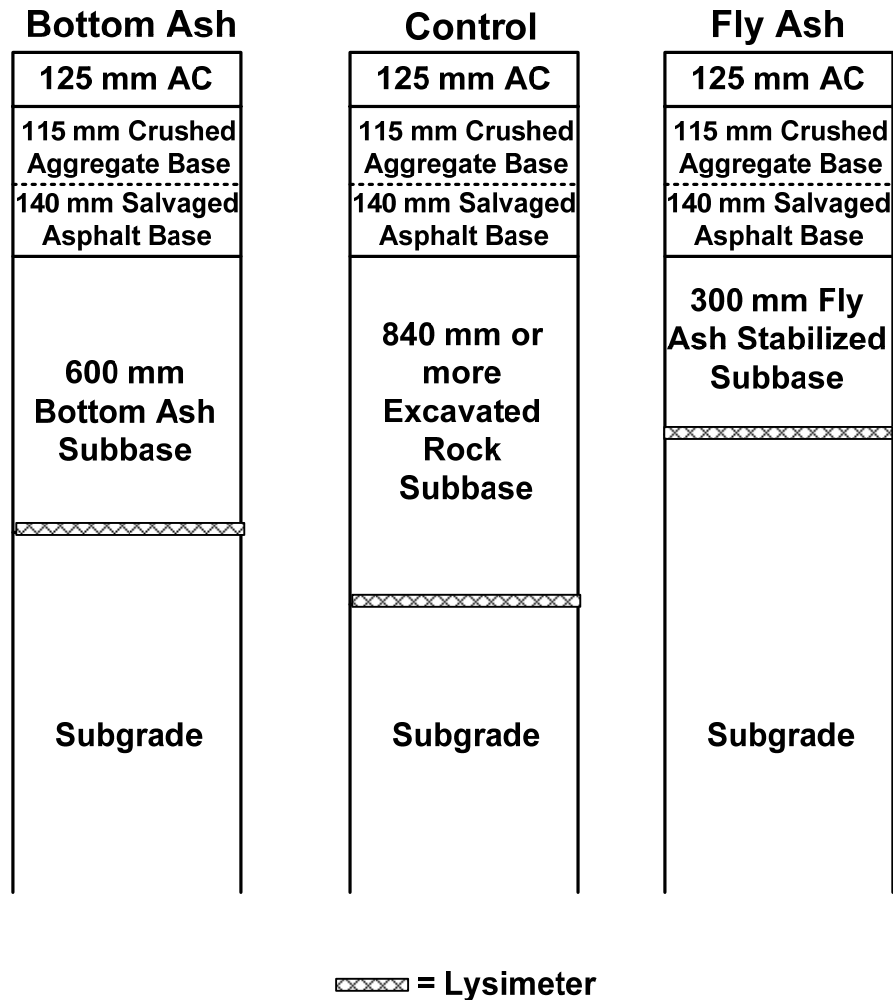 Bottom Ash
125 mm AC
115 mm Crushed
Aggregate Base
140 mm Salvaged
Asphalt Base
600 mm
Bottom Ash
Subbase
Subgrade
Control
125 mm AC
115 mm Crushed
Aggregate Base
140 mm Salvaged
Asphalt Base
840 mm or
more
Excavated
Rock
Subbase
Subgrade
Fly Ash
125 mm AC
115 mm Crushed
Aggregate Base
140 mm Salvaged
Asphalt Base
300 mm Fly
Ash Stabilized
Subbase
Subgrade
= Lysimeter